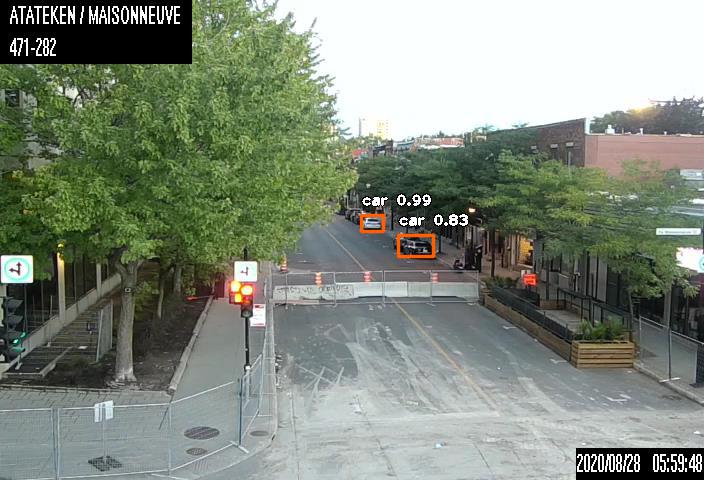 ATATEKEN / MAISONNEUVE
471-282
car 0.99
car 0.83
2020/08/28 05:59:48